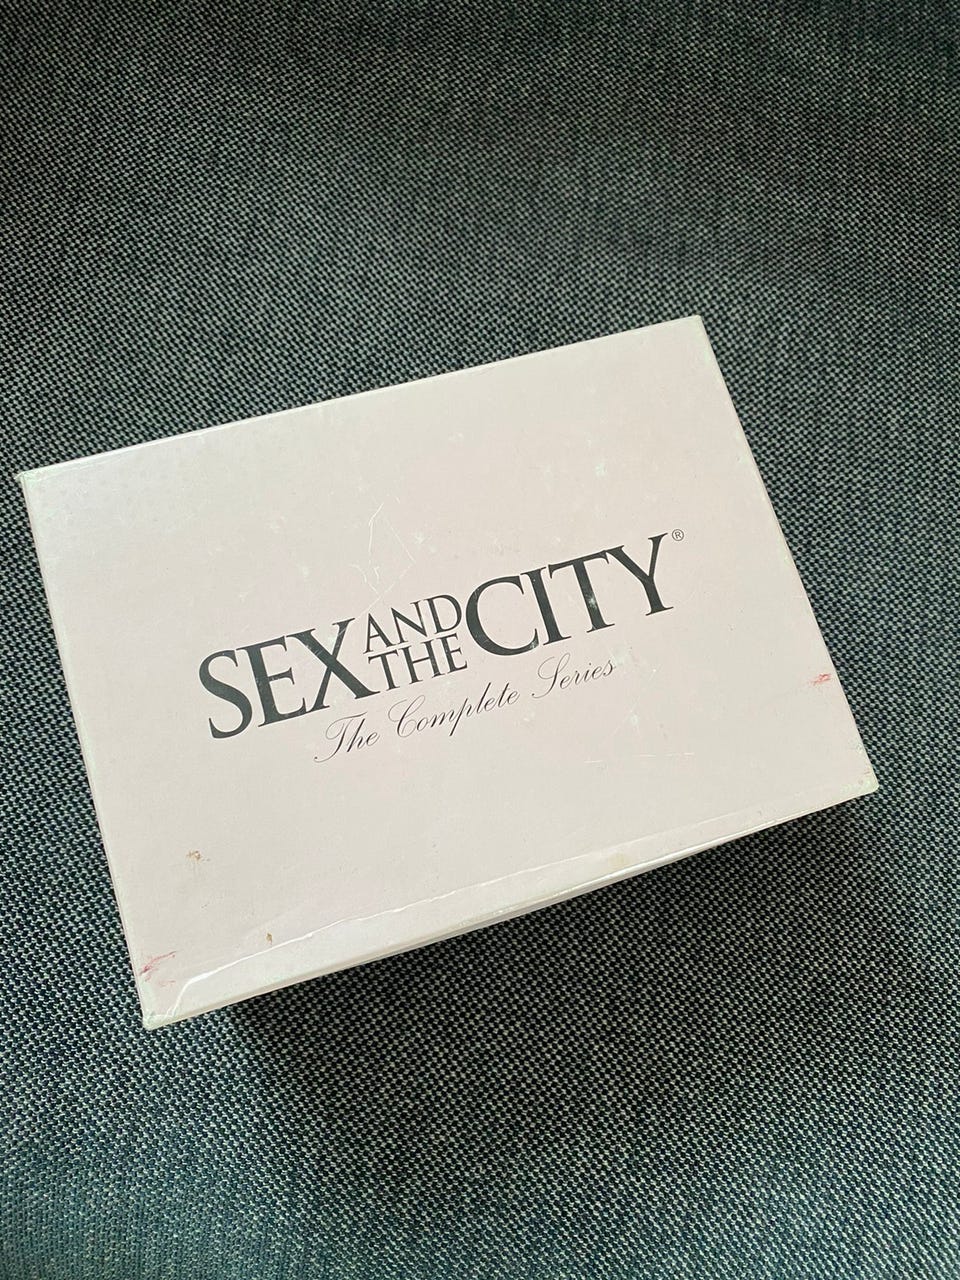 SEX AND THE CITY®
The Complete Series